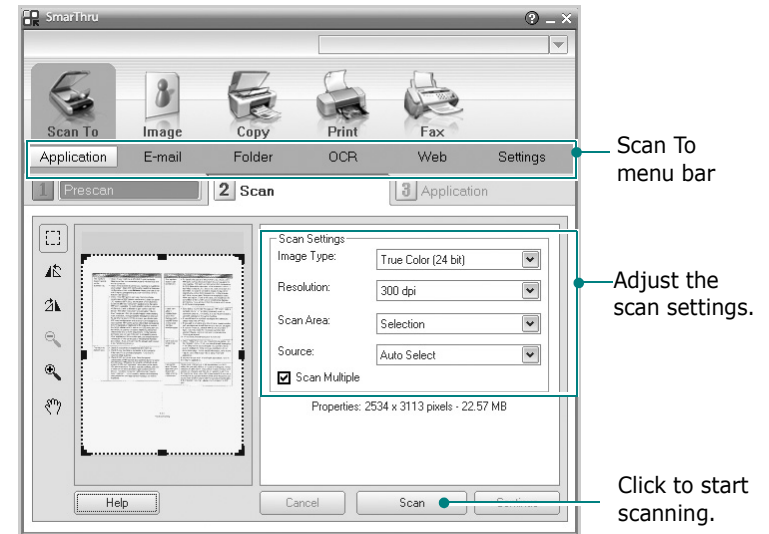 SmarThru
Scan To Image Copy Print Fax
Application E-mail Folder OCR Web Settings
1 Prescan 2 Scan 3 Application
Scan Settings
Image Type: True Color (24 bit)
Resolution: 300 dpi
Scan Area: Selection
Source: Auto Select
Scan Multiple
Properties: 2534 x 3113 pixels - 22.57 MB
Help Cancel Scan Continue
Scan To
menu bar
Adjust the
scan settings.
Click to start
scanning.